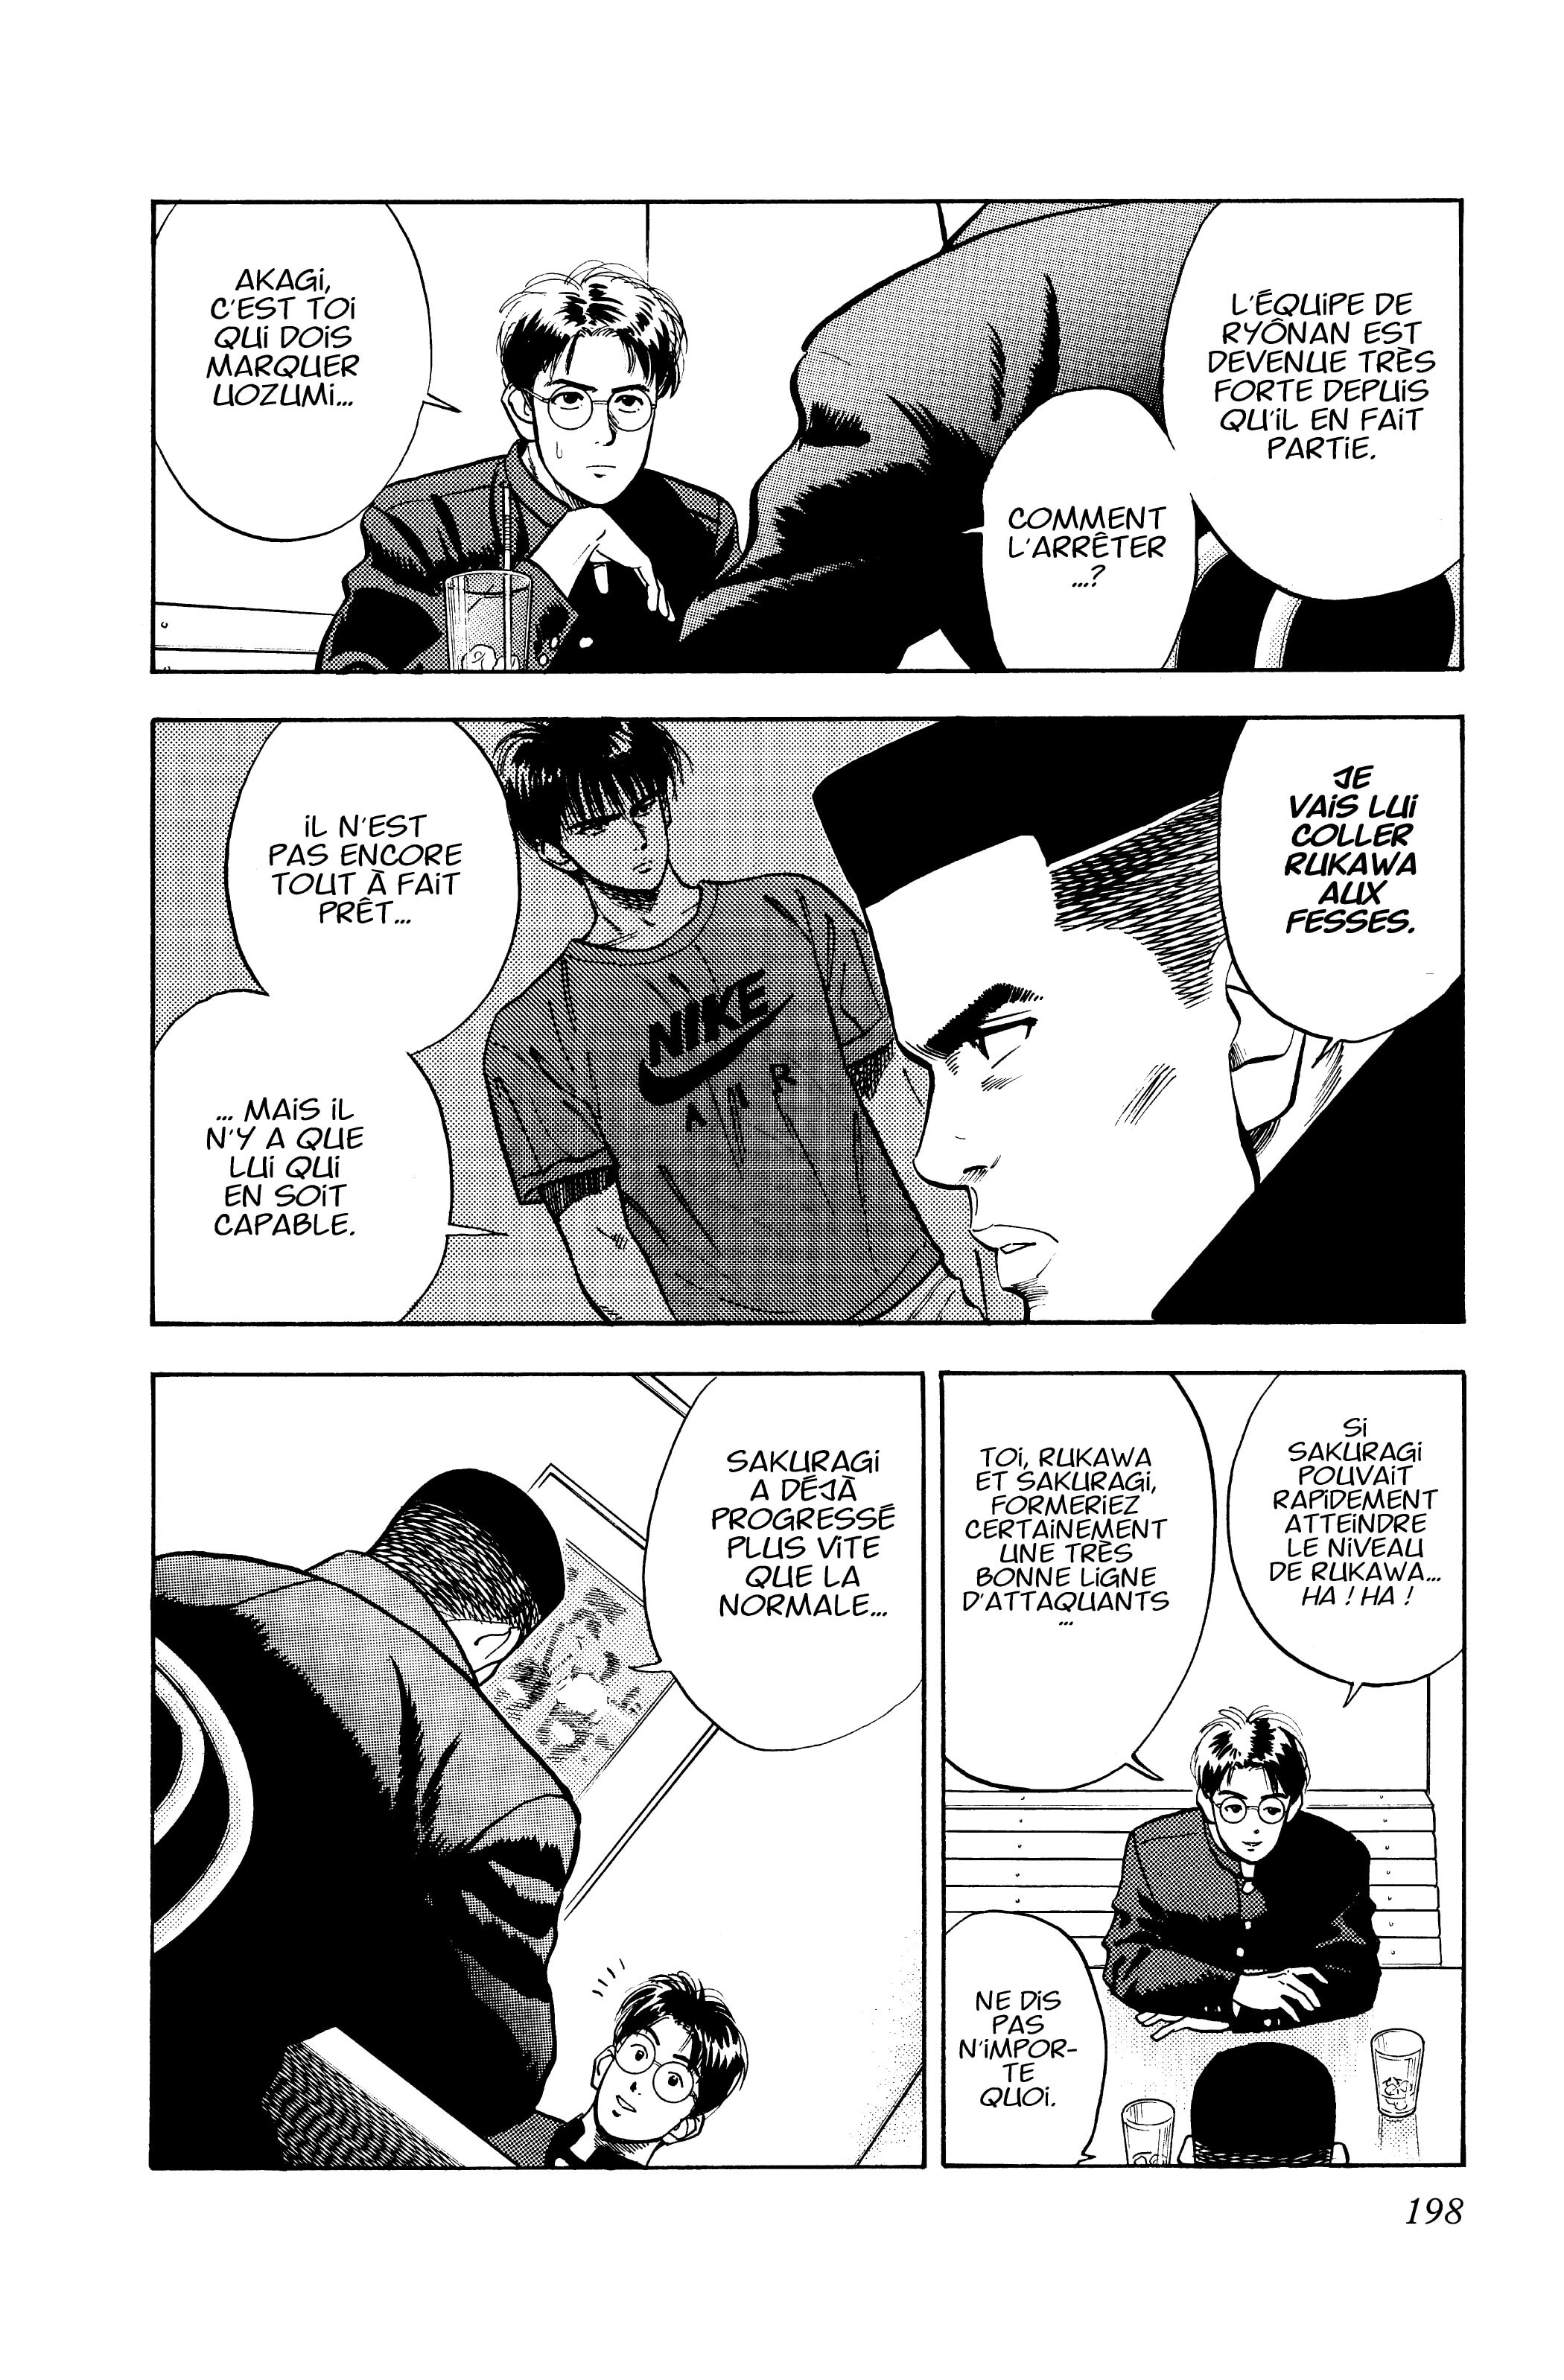 L'ÉQUIPE DE
RYÔNAN EST
DEVENUE TRÈS
FORTE DEPUIS
QU'IL EN FAIT
PARTIE.
COMMENT
L'ARRÊTER
...?
AKAGI,
C'EST TOI
QUI DOIS
MARQUER
UOZUMI...
JE
VAIS LUI
COLLER
RUKAWA
AUX
FESSES.
IL N'EST
PAS ENCORE
TOUT À FAIT
PRÊT...
... MAIS IL
N'Y A QUE
LUI QUI
EN SOIT
CAPABLE.
NIKE
AIR
SI
SAKURAGI
POUVAIT
RAPIDEMENT
ATTEINDRE
LE NIVEAU
DE RUKAWA...
HA ! HA !
TOI, RUKAWA
ET SAKURAGI,
FORMERIEZ
CERTAINEMENT
UNE TRÈS
BONNE LIGNE
D'ATTAQUANTS
...
NE DIS
PAS
N'IMPOR-
TE
QUOI.
SAKURAGI
A DÉJÀ
PROGRESSÉ
PLUS VITE
QUE LA
NORMALE...
198